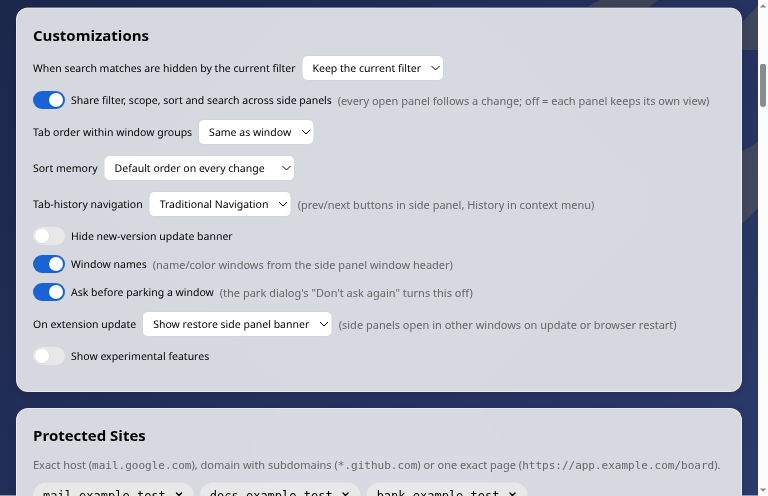 Customizations
When search matches are hidden by the current filter Keep the current filter
Share filter, scope, sort and search across side panels (every open panel follows a change; off = each panel keeps its own view)
Tab order within window groups Same as window
Sort memory Default order on every change
Tab-history navigation Traditional Navigation (prev/next buttons in side panel, History in context menu)
Hide new-version update banner
Window names (name/color windows from the side panel window header)
Ask before parking a window (the park dialog's "Don't ask again" turns this off)
On extension update Show restore side panel banner (side panels open in other windows on update or browser restart)
Show experimental features
Protected Sites
Exact host (mail.google.com), domain with subdomains (*.github.com) or one exact page (https://app.example.com/board).
mail.example.test × docs.example.test × bank.example.test ×